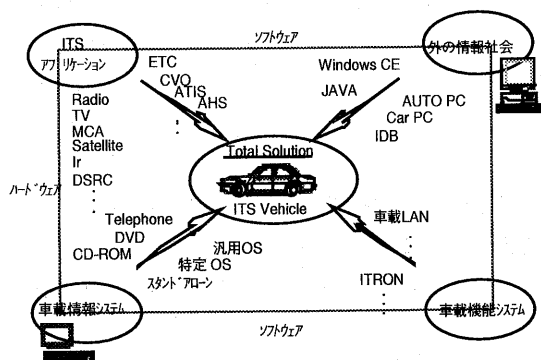 ソフトウェア
ITS
アプリケーション
外の情報社会
ETC
CVO
ATIS
AHS
Windows CE
JAVA
AUTO PC
Car PC
IDB
Radio
TV
MCA
Satellite
Ir
DSRC
ハードウェア
Total Solution
ITS Vehicle
Telephone
DVD
CD-ROM
汎用OS
特定 OS
スタンドアローン
車載LAN
ITRON
車載情報システム
車載機能システム
ソフトウェア